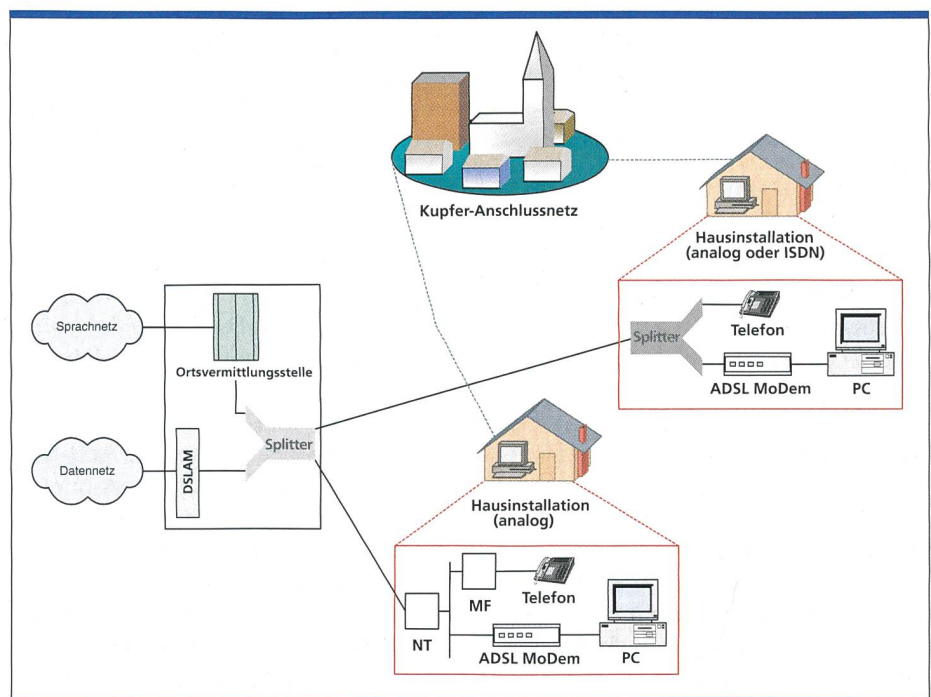 Kupfer-Anschlussnetz
Hausinstallation
(analog oder ISDN)
Sprachnetz
Ortsvermittlungsstelle
Splitter
Telefon
ADSL MoDem
PC
Datennetz
DSLAM
Splitter
Hausinstallation
(analog)
NT
MF
Telefon
ADSL MoDem
PC